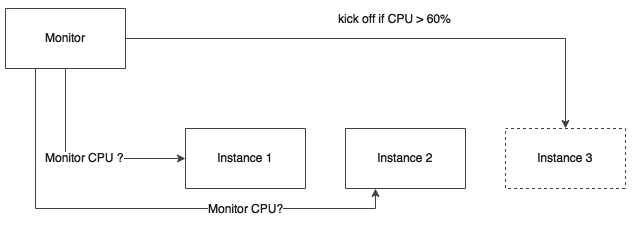 kick off if CPU > 60%
Monitor
Monitor CPU ?
Instance 1
Instance 2
Instance 3
Monitor CPU?